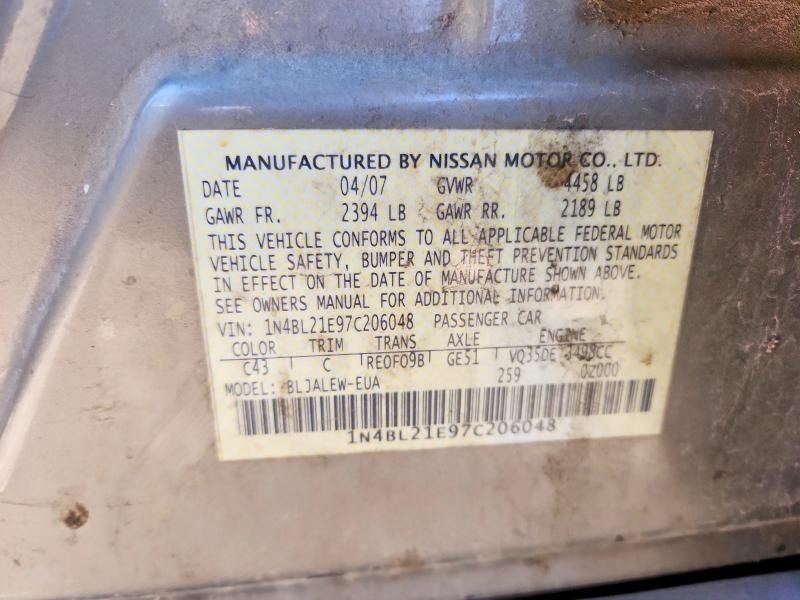 MANUFACTURED BY NISSAN MOTOR CO., LTD.
DATE 04/07 GVWR 4458 LB
GAWR FR. 2394 LB GAWR RR. 2189 LB
THIS VEHICLE CONFORMS TO ALL APPLICABLE FEDERAL MOTOR
VEHICLE SAFETY, BUMPER AND THEFT PREVENTION STANDARDS
IN EFFECT ON THE DATE OF MANUFACTURE SHOWN ABOVE.
SEE OWNERS MANUAL FOR ADDITIONAL INFORMATION.
VIN: 1N4BL21E97C206048 PASSENGER CAR
COLOR TRIM TRANS AXLE ENGINE
C43 C RE0F09B GE51 VQ35DE 3498CC
MODEL: BLJALEW-EUA 259 0Z000
1N4BL21E97C206048